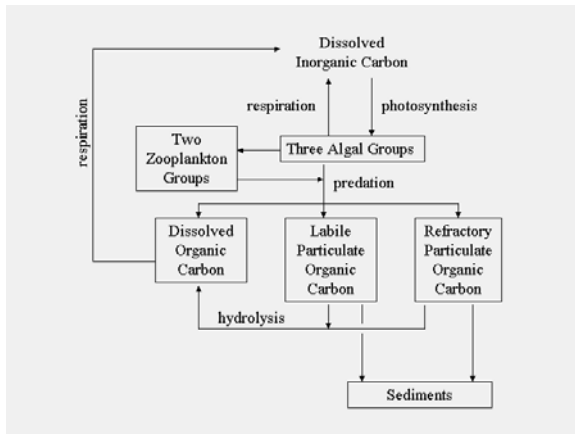 Dissolved
Inorganic Carbon
respiration
photosynthesis
respiration
Two
Zooplankton
Groups
Three Algal Groups
predation
Dissolved
Organic
Carbon
Labile
Particulate
Organic
Carbon
Refractory
Particulate
Organic
Carbon
hydrolysis
Sediments